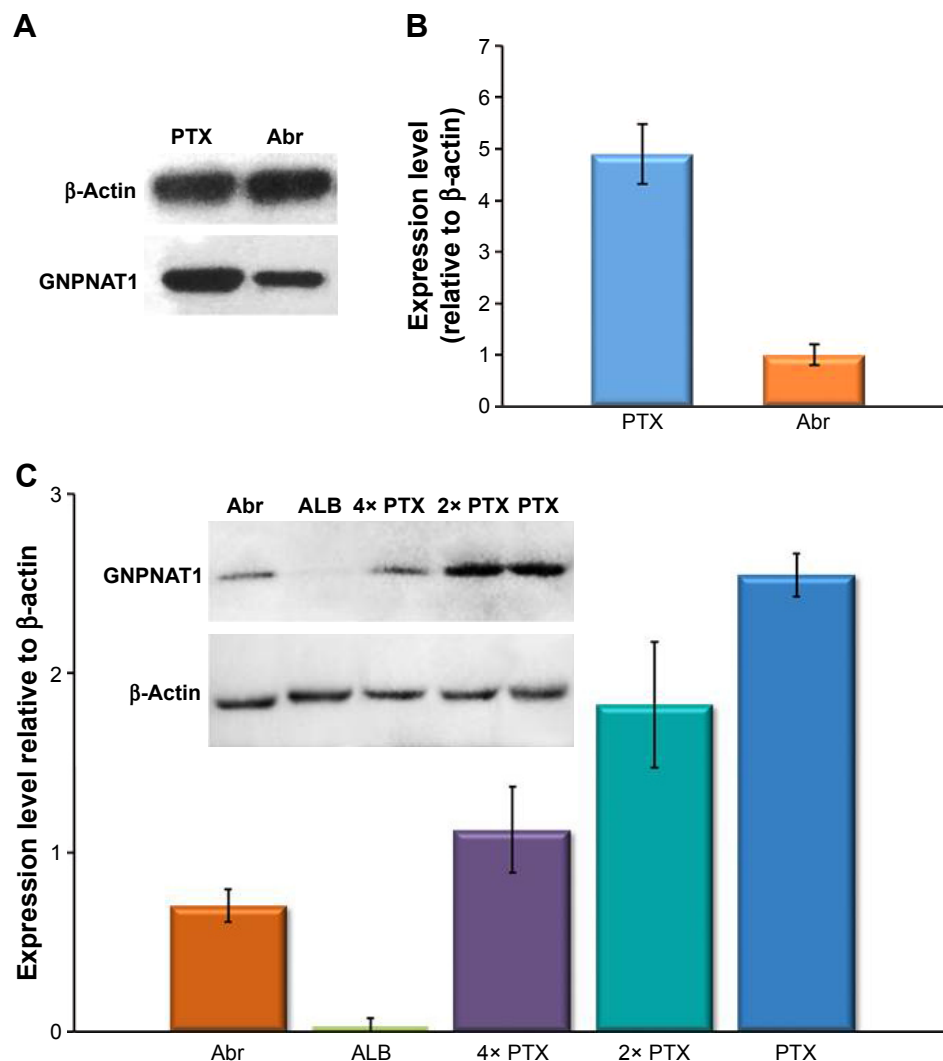 A
PTX Abr
β-Actin
GNPNAT1
B
Expression level
(relative to β-actin)
7
6
5
4
3
2
1
0
PTX Abr
C
Expression level relative to β-actin
3
2
1
0
Abr ALB 4× PTX 2× PTX PTX
GNPNAT1
β-Actin
Abr ALB 4× PTX 2× PTX PTX